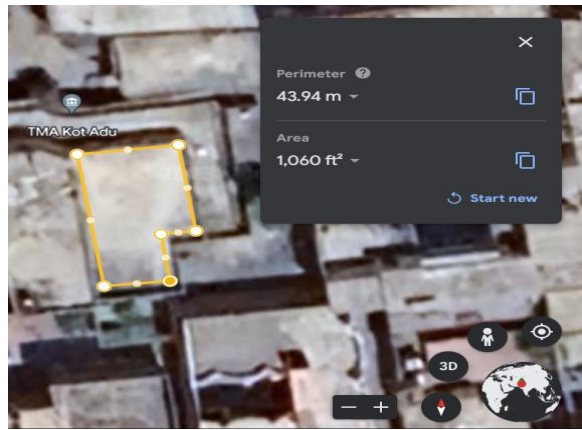 Perimeter
43.94 m
Area
1,060 ft²
Start new
TMA Kot Adu
3D